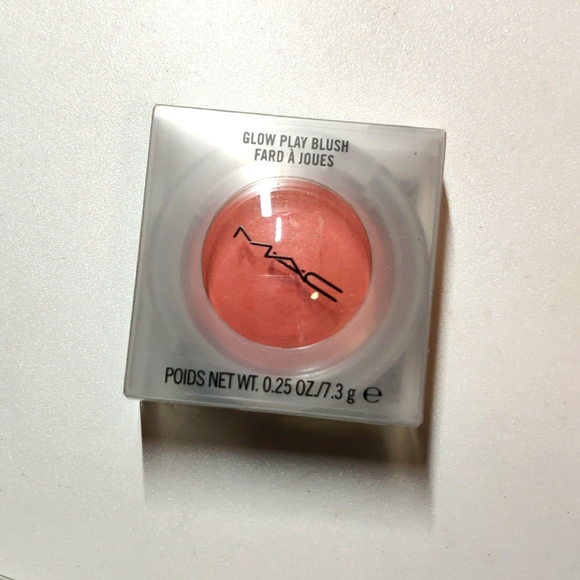 GLOW PLAY BLUSH
FARD À JOUES
M·A·C
POIDS NET WT. 0.25 OZ./7.3 g ℮